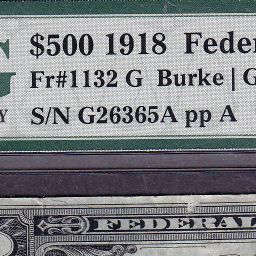 G $500 1918 Feder
Fr#1132 G Burke | G
Y S/N G26365A pp A
FEDERAL